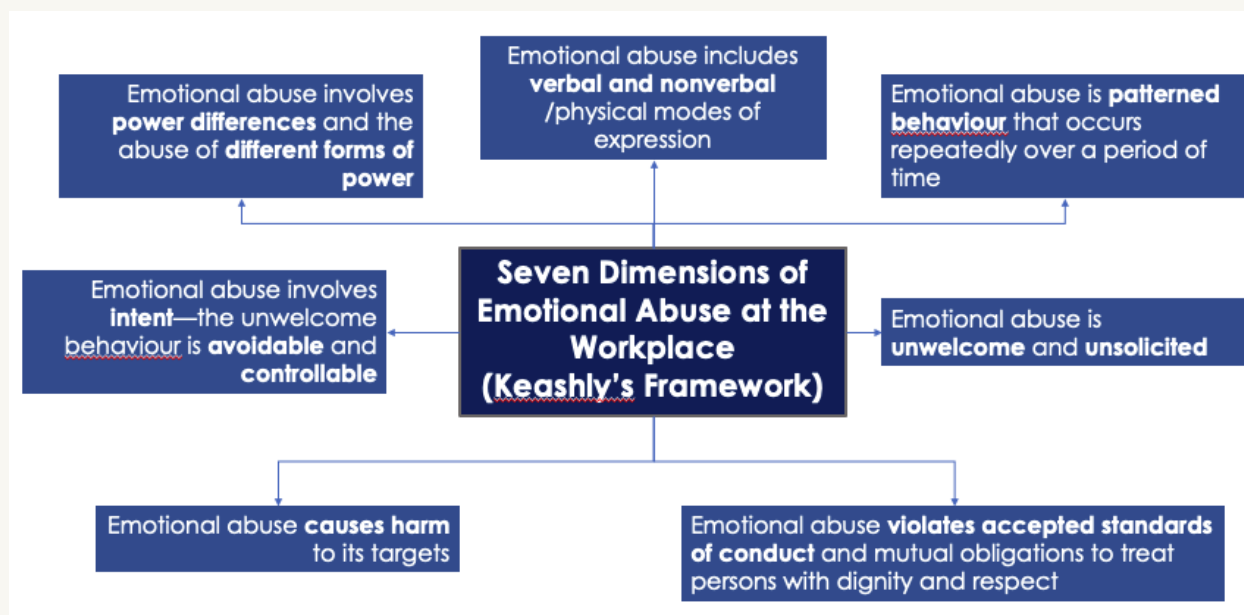 Emotional abuse includes
verbal and nonverbal
/physical modes of
expression
Emotional abuse involves
power differences and the
abuse of different forms of
power
Emotional abuse is patterned
behaviour that occurs
repeatedly over a period of
time
Seven Dimensions of
Emotional Abuse at the
Workplace
(Keashly's Framework)
Emotional abuse involves
intent—the unwelcome
behaviour is avoidable and
controllable
Emotional abuse is
unwelcome and unsolicited
Emotional abuse causes harm
to its targets
Emotional abuse violates accepted standards
of conduct and mutual obligations to treat
persons with dignity and respect